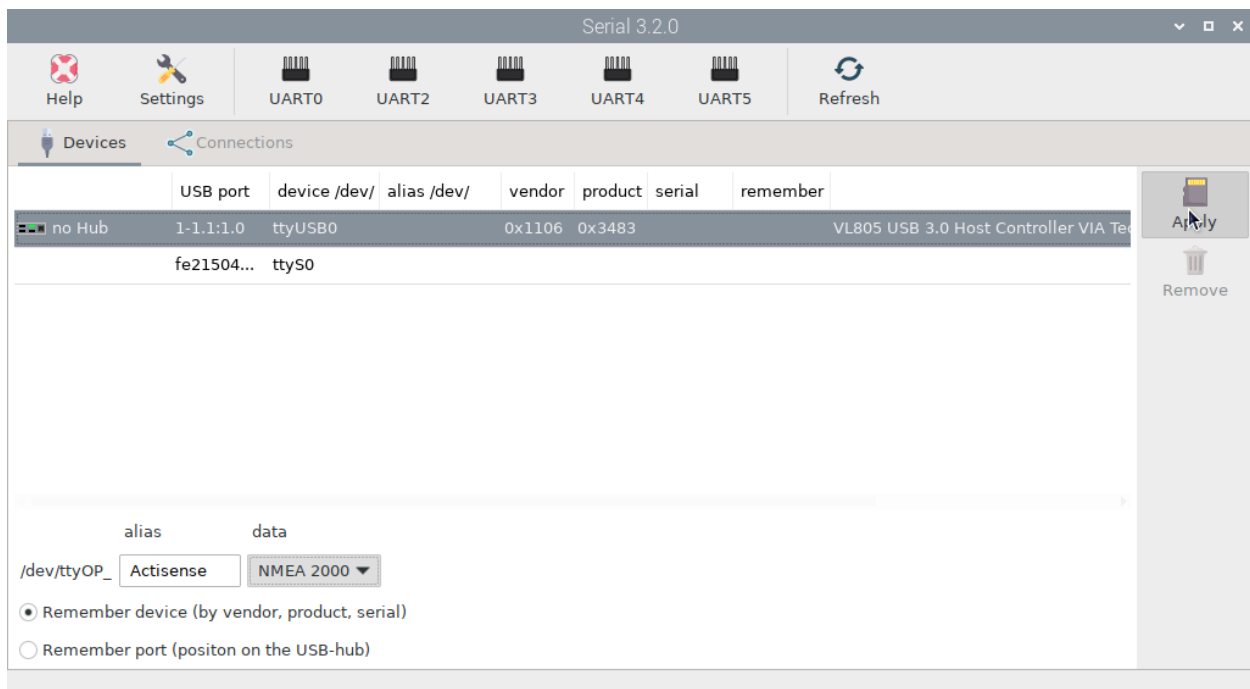 Serial 3.2.0
Help Settings UART0 UART2 UART3 UART4 UART5 Refresh
Devices Connections
USB port device /dev/ alias /dev/ vendor product serial remember
no Hub 1-1.1:1.0 ttyUSB0 0x1106 0x3483 VL805 USB 3.0 Host Controller VIA Tec
fe21504... ttyS0
Apply
Remove
alias data
/dev/ttyOP_ Actisense NMEA 2000
Remember device (by vendor, product, serial)
Remember port (positon on the USB-hub)